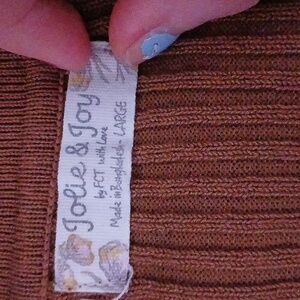 Jolie & Joy
by FCT with Love
Made in Bangladesh - LARGE